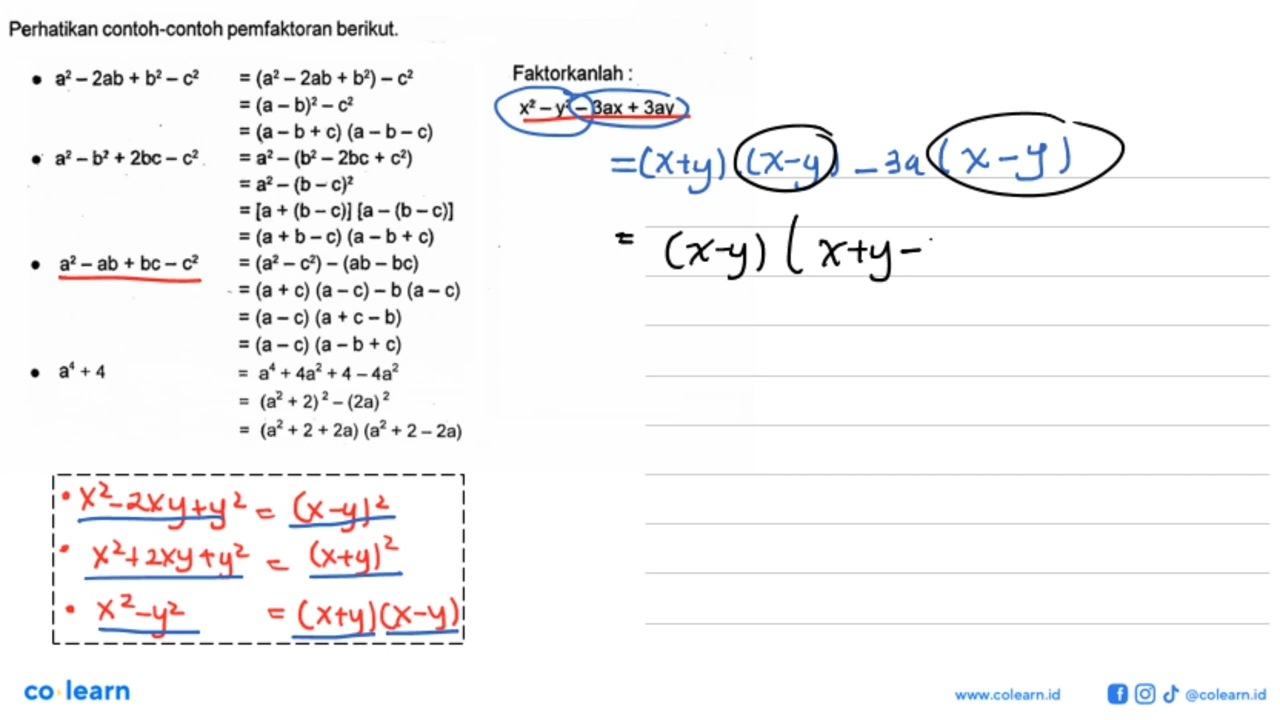 Perhatikan contoh-contoh pemfaktoran berikut.
• a² – 2ab + b² – c² = (a² – 2ab + b²) – c²
= (a – b)² – c²
= (a – b + c) (a – b – c)
• a² – b² + 2bc – c² = a² – (b² – 2bc + c²)
= a² – (b – c)²
= [a + (b – c)] [a – (b – c)]
= (a + b – c) (a – b + c)
• a² – ab + bc – c² = (a² – c²) – (ab – bc)
= (a + c) (a – c) – b (a – c)
= (a – c) (a + c – b)
= (a – c) (a – b + c)
• a⁴ + 4 = a⁴ + 4a² + 4 – 4a²
= (a² + 2)² – (2a)²
= (a² + 2 + 2a) (a² + 2 – 2a)
• x²-2xy+y² = (x-y)²
• x²+2xy+y² = (x+y)²
• x²-y² = (x+y)(x-y)
Faktorkanlah :
x² – y² – 3ax + 3ay
= (x+y) (x-y) – 3a (x-y)
= (x-y) ( x+y –
co learn
www.colearn.id @colearn.id